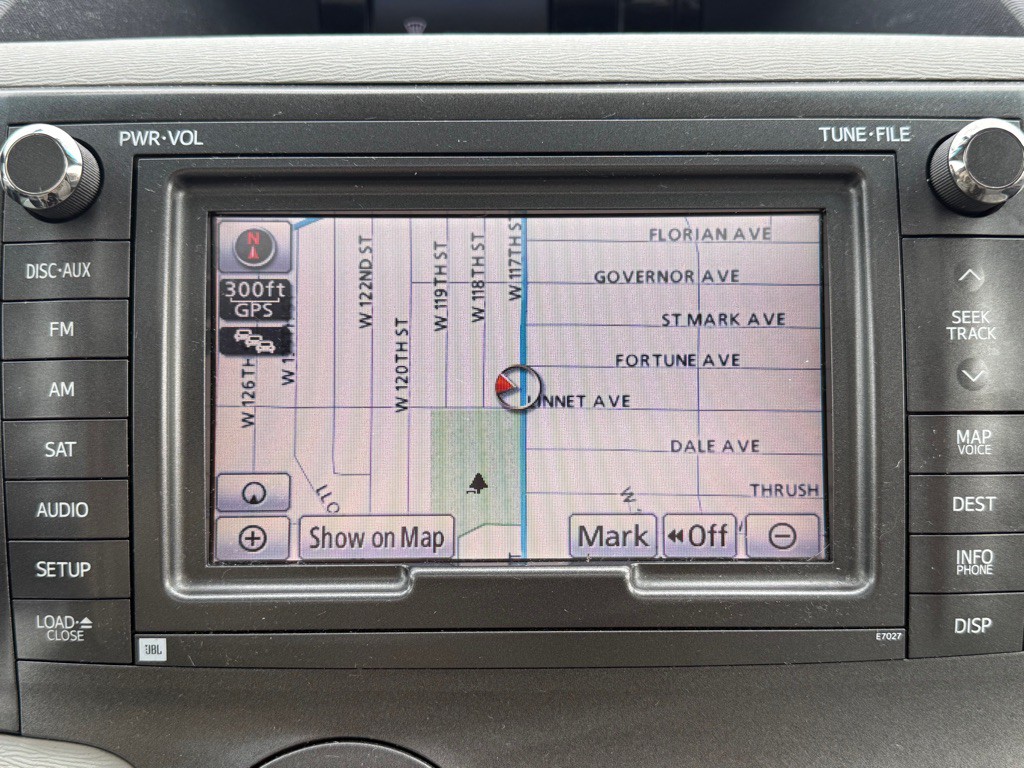 PWR·VOL
TUNE·FILE
DISC·AUX
FM
AM
SAT
AUDIO
SETUP
LOAD·⏏
CLOSE
JBL
N
300ft
GPS
W 126TH
W 122ND ST
W 120TH ST
W 119TH ST
W 118TH ST
W 117TH ST
FLORIAN AVE
GOVERNOR AVE
ST MARK AVE
FORTUNE AVE
LINNET AVE
DALE AVE
THRUSH
W
Show on Map
Mark
Off
SEEK
TRACK
MAP
VOICE
DEST
INFO
PHONE
DISP
E7027